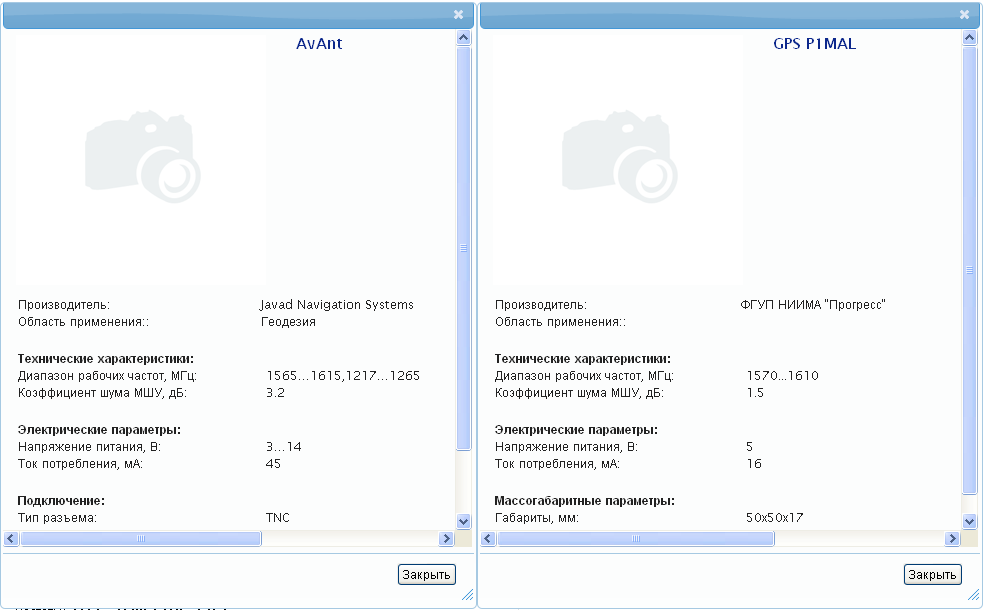 AvAnt
Производитель: Javad Navigation Systems
Область применения:: Геодезия
Технические характеристики:
Диапазон рабочих частот, МГц: 1565...1615,1217...1265
Коэффициент шума МШУ, дБ: 3.2
Электрические параметры:
Напряжение питания, В: 3...14
Ток потребления, мА: 45
Подключение:
Тип разъема: TNC
Закрыть
GPS P1MAL
Производитель: ФГУП НИИМА "Прогресс"
Область применения::
Технические характеристики:
Диапазон рабочих частот, МГц: 1570...1610
Коэффициент шума МШУ, дБ: 1.5
Электрические параметры:
Напряжение питания, В: 5
Ток потребления, мА: 16
Массогабаритные параметры:
Габариты, мм: 50x50x17
Закрыть